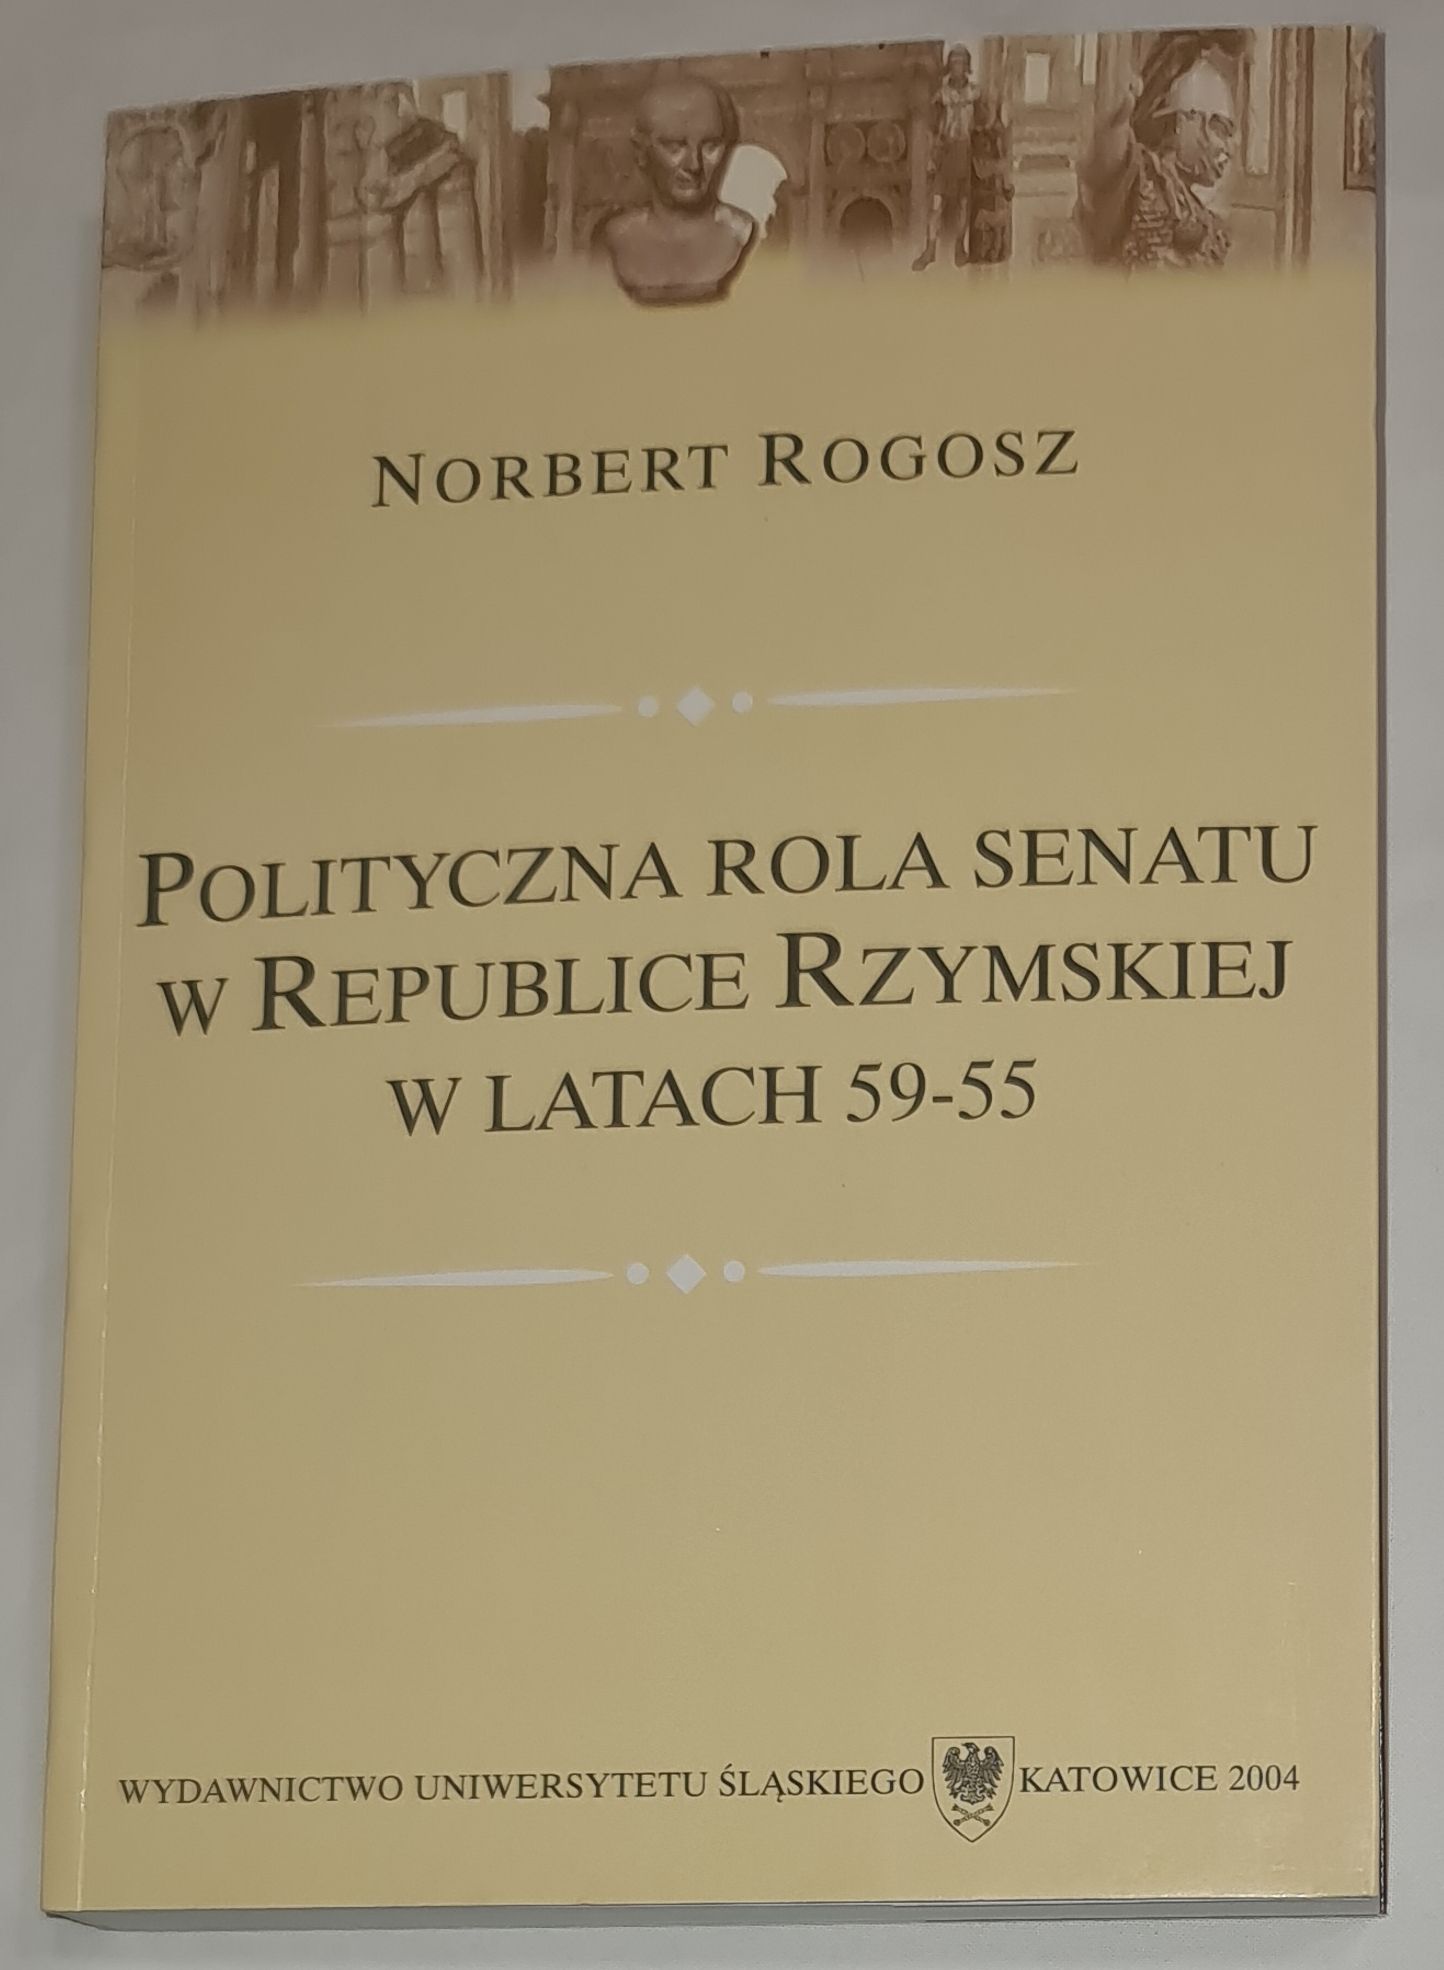 NORBERT ROGOSZ
POLITYCZNA ROLA SENATU
W REPUBLICE RZYMSKIEJ
W LATACH 59-55
WYDAWNICTWO UNIWERSYTETU ŚLĄSKIEGO KATOWICE 2004